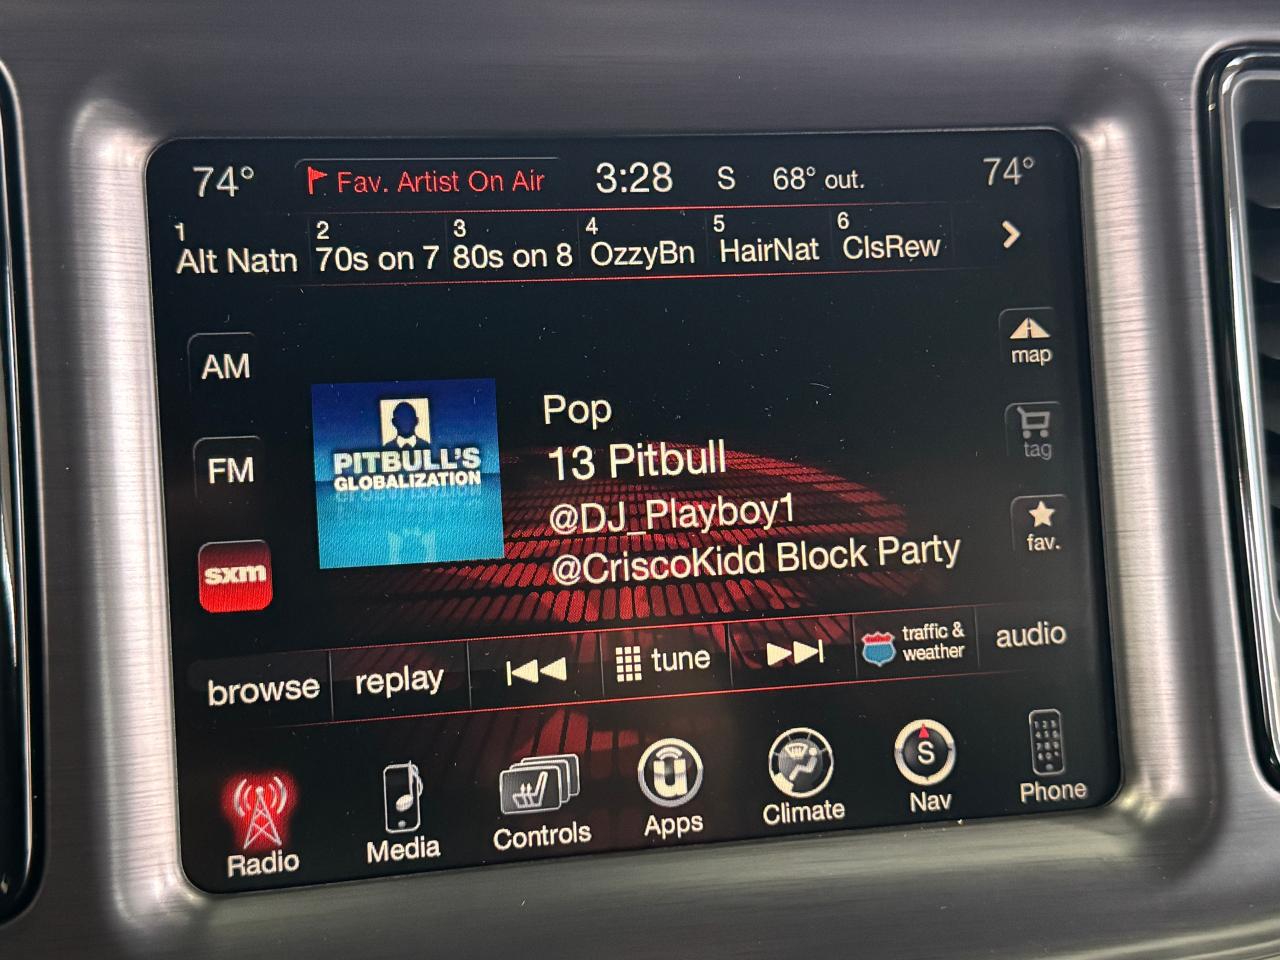 74° Fav. Artist On Air 3:28 S 68° out. 74°
1 2 3 4 5 6
Alt Natn 70s on 7 80s on 8 OzzyBn HairNat ClsRew
AM
FM
sxm
PITBULL'S
GLOBALIZATION
Pop
13 Pitbull
@DJ_Playboy1
@CriscoKidd Block Party
map
tag
fav.
browse replay tune traffic & weather audio
S
Radio Media Controls Apps Climate Nav Phone